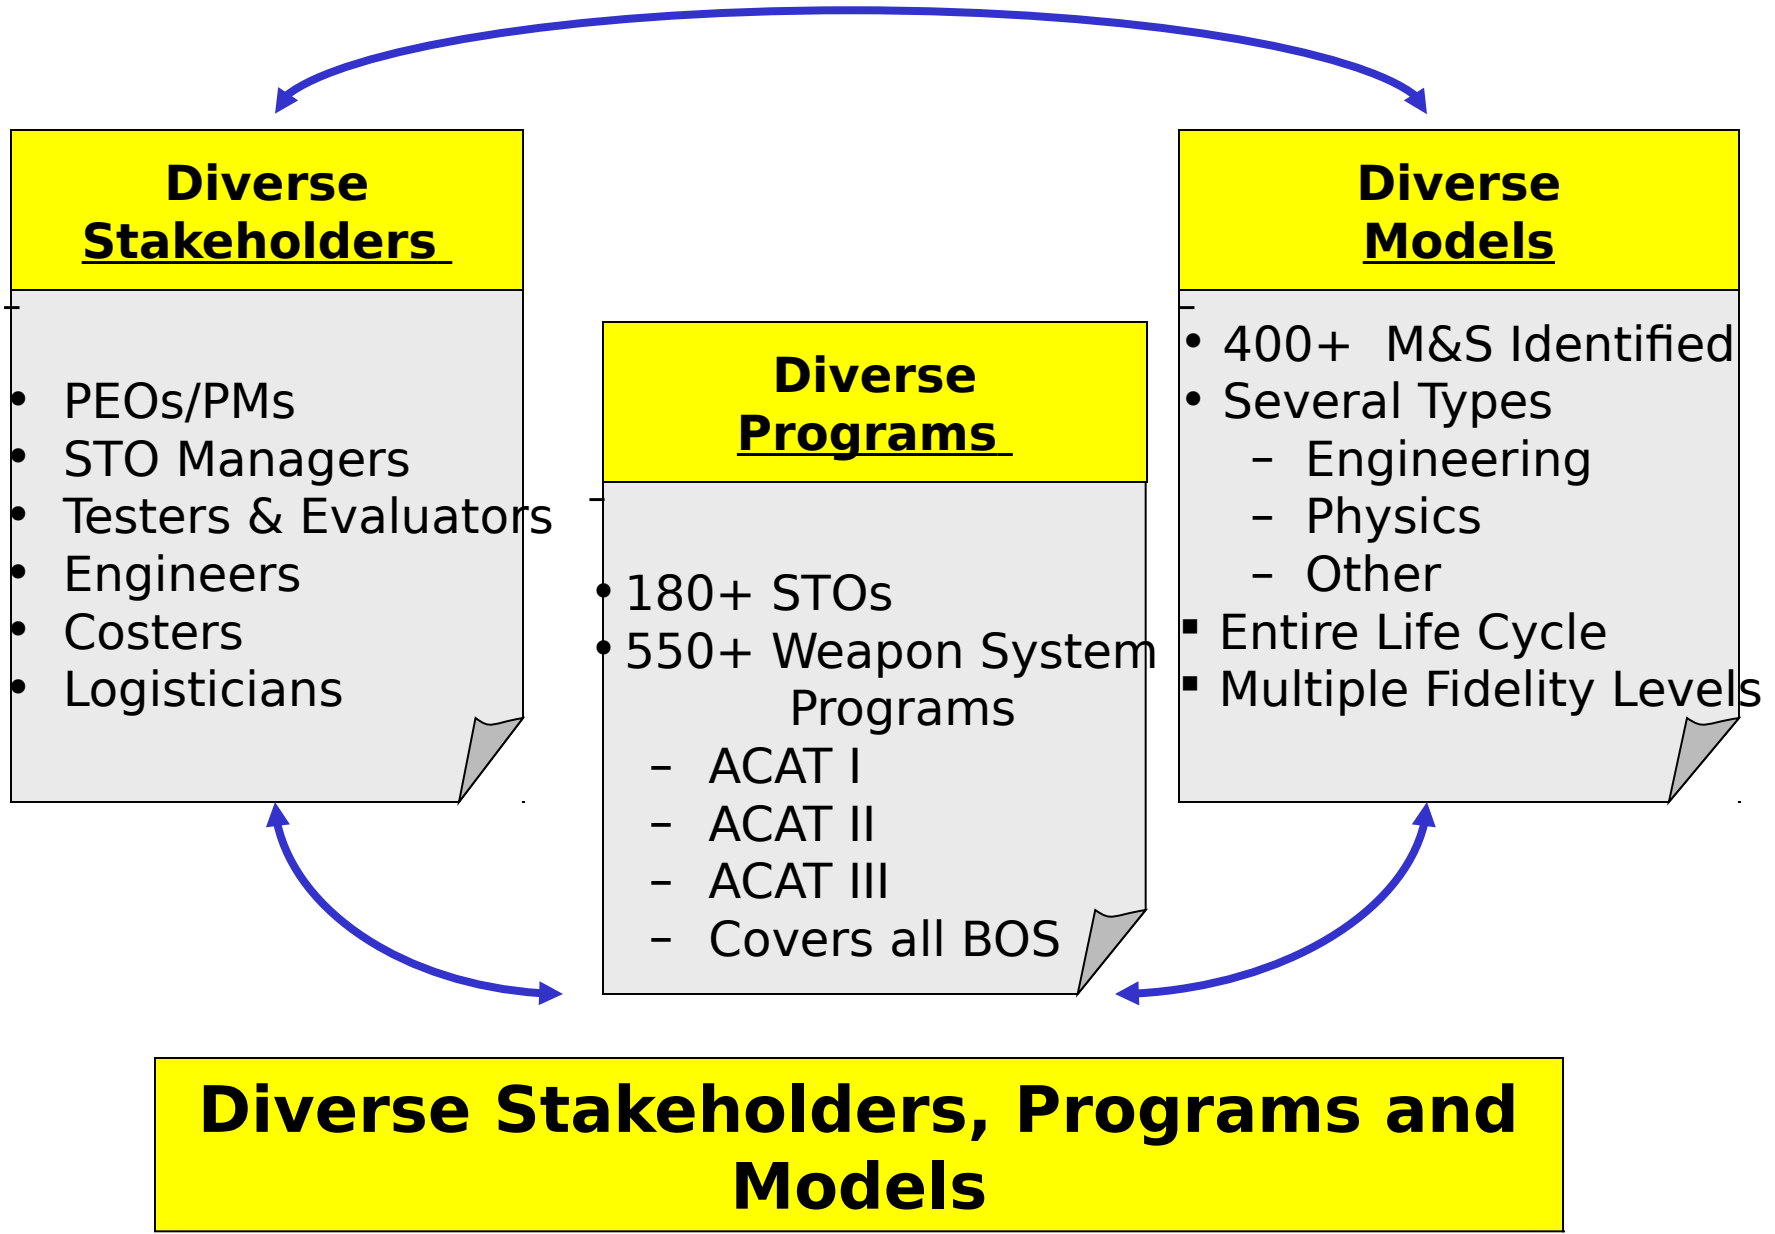 Diverse
Stakeholders
–
• PEOs/PMs
• STO Managers
• Testers & Evaluators
• Engineers
• Costers
• Logisticians
Diverse
Programs
–
• 180+ STOs
• 550+ Weapon System
Programs
– ACAT I
– ACAT II
– ACAT III
– Covers all BOS
Diverse
Models
–
• 400+ M&S Identified
• Several Types
– Engineering
– Physics
– Other
▪ Entire Life Cycle
▪ Multiple Fidelity Levels
Diverse Stakeholders, Programs and
Models